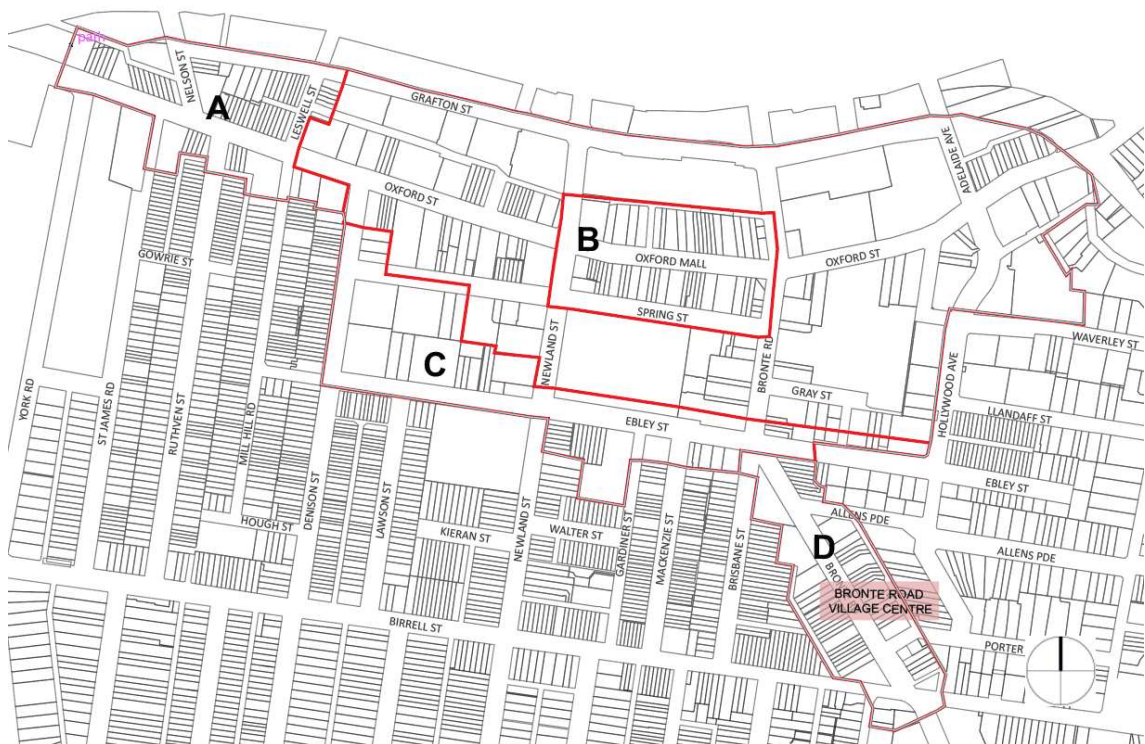 path
NELSON ST
A
LESWELL ST
GRAFTON ST
ADELAIDE AVE
OXFORD ST
B
OXFORD MALL
OXFORD ST
GOWRIE ST
SPRING ST
C
NEWLAND ST
BRONTE RD
WAVERLEY ST
YORK RD
ST JAMES RD
RUTHVEN ST
MILL HILL RD
GRAY ST
HOLLYWOOD AVE
LLANDAFF ST
EBLEY ST
DENISON ST
LAWSON ST
EBLEY ST
HOUGH ST
KIERAN ST
NEWLAND ST
WALTER ST
GARDINER ST
MACKENZIE ST
BRISBANE ST
ALLENS PDE
D
ALLENS PDE
BRO
BRONTE ROAD
VILLAGE CENTRE
BIRRELL ST
PORTER